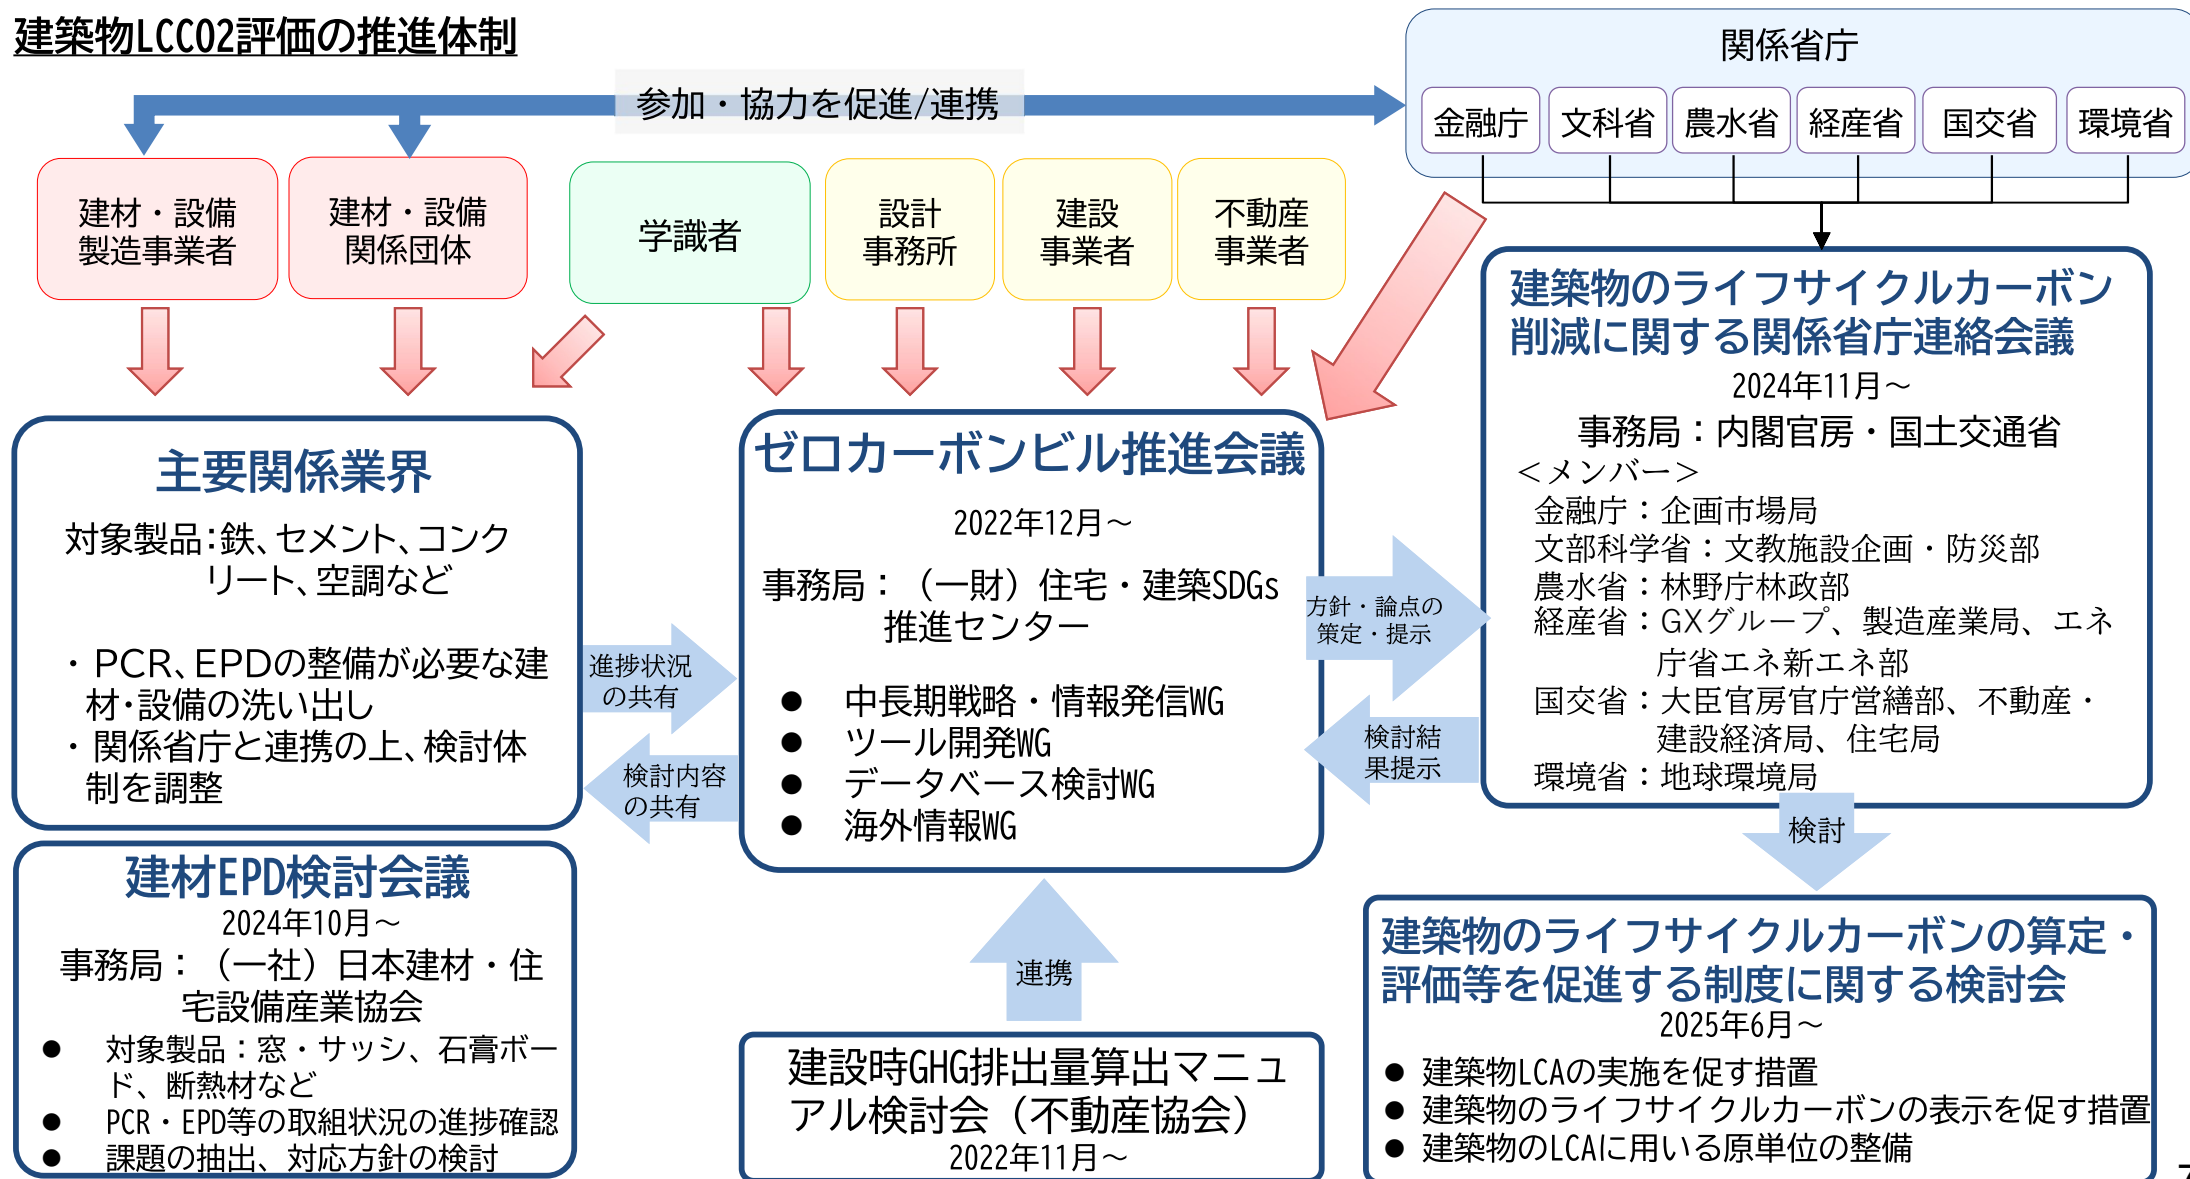 建築物LCCO2評価の推進体制
関係省庁
参加・協力を促進/連携
金融庁
文科省
農水省
経産省
国交省
環境省
建材・設備
製造事業者
建材・設備
関係団体
学識者
設計
事務所
建設
事業者
不動産
事業者
主要関係業界
対象製品：鉄、セメント、コンク
リート、空調など
・PCR、EPDの整備が必要な建
材・設備の洗い出し
・関係省庁と連携の上、検討体
制を調整
進捗状況
の共有
検討内容
の共有
ゼロカーボンビル推進会議
2022年12月～
事務局：（一財）住宅・建築SDGs
推進センター
● 中長期戦略・情報発信WG
● ツール開発WG
● データベース検討WG
● 海外情報WG
方針・論点の
策定・提示
検討結
果提示
建築物のライフサイクルカーボン
削減に関する関係省庁連絡会議
2024年11月～
事務局：内閣官房・国土交通省
＜メンバー＞
金融庁：企画市場局
文部科学省：文教施設企画・防災部
農水省：林野庁林政部
経産省：GXグループ、製造産業局、エネ
庁省エネ新エネ部
国交省：大臣官房官庁営繕部、不動産・
建設経済局、住宅局
環境省：地球環境局
検討
建材EPD検討会議
2024年10月～
事務局：（一社）日本建材・住
宅設備産業協会
● 対象製品：窓・サッシ、石膏ボー
ド、断熱材など
● PCR・EPD等の取組状況の進捗確認
● 課題の抽出、対応方針の検討
連携
建設時GHG排出量算出マニュ
アル検討会（不動産協会）
2022年11月～
建築物のライフサイクルカーボンの算定・
評価等を促進する制度に関する検討会
2025年6月～
● 建築物LCAの実施を促す措置
● 建築物のライフサイクルカーボンの表示を促す措置
● 建築物のLCAに用いる原単位の整備